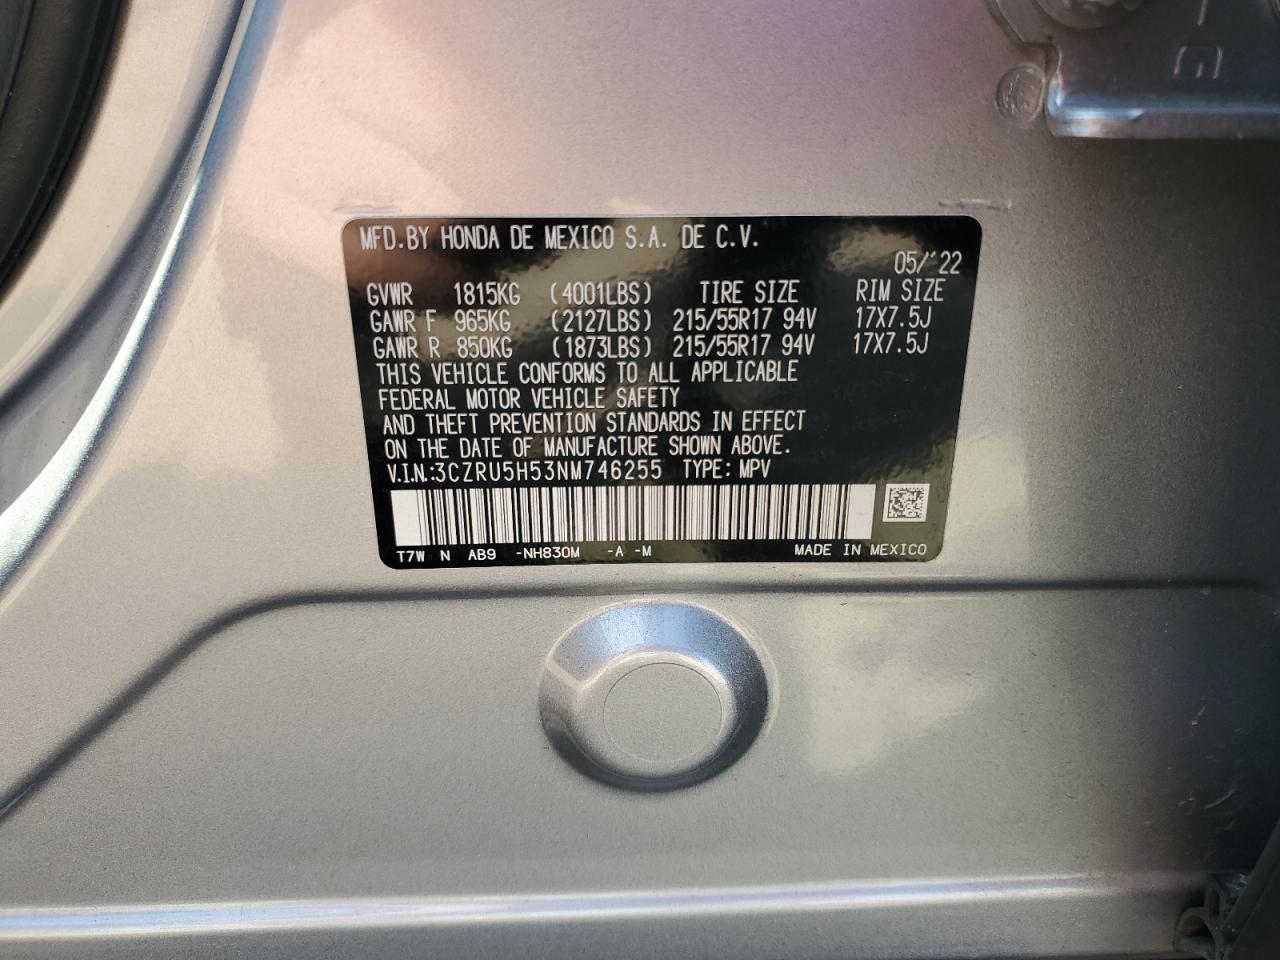 MFD.BY HONDA DE MEXICO S.A. DE C.V.
05/'22
GVWR 1815KG (4001LBS) TIRE SIZE RIM SIZE
GAWR F 965KG (2127LBS) 215/55R17 94V 17X7.5J
GAWR R 850KG (1873LBS) 215/55R17 94V 17X7.5J
THIS VEHICLE CONFORMS TO ALL APPLICABLE
FEDERAL MOTOR VEHICLE SAFETY
AND THEFT PREVENTION STANDARDS IN EFFECT
ON THE DATE OF MANUFACTURE SHOWN ABOVE.
V.I.N.:3CZRU5H53NM746255 TYPE: MPV
T7W N AB9 -NH830M -A -M MADE IN MEXICO